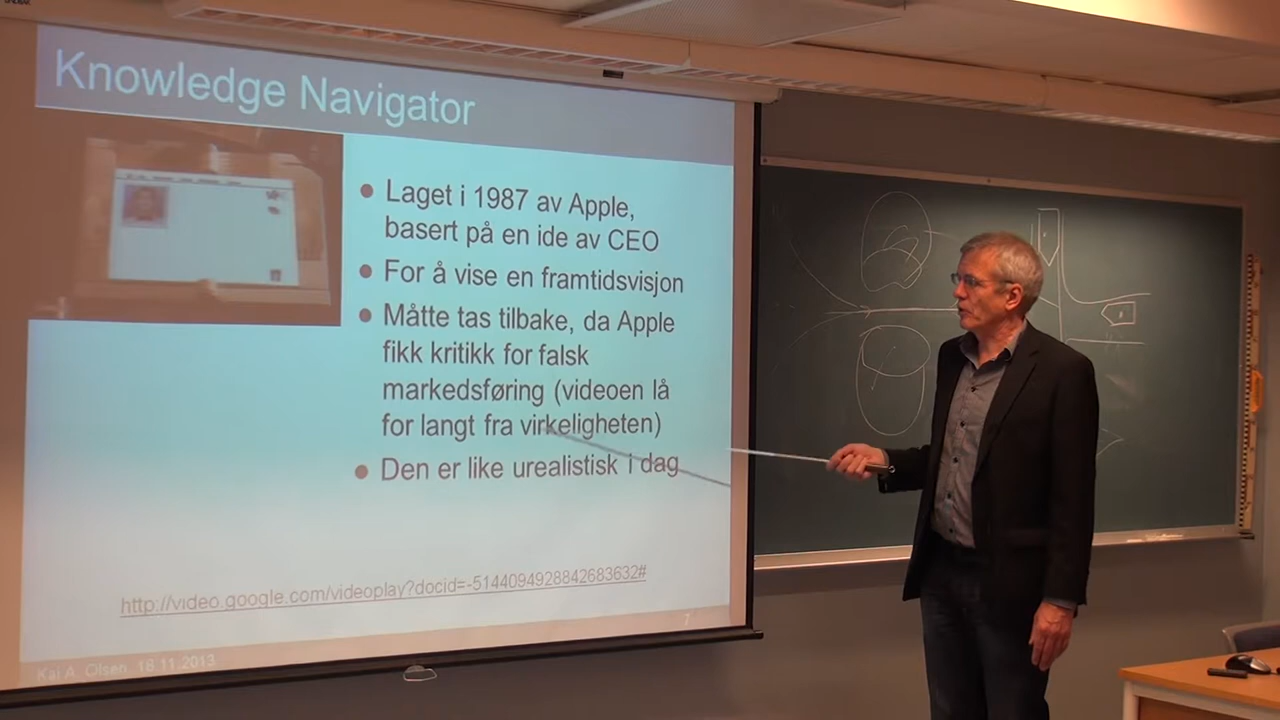 Knowledge Navigator
• Laget i 1987 av Apple,
basert på en ide av CEO
• For å vise en framtidsvisjon
• Måtte tas tilbake, da Apple
fikk kritikk for falsk
markedsføring (videoen lå
for langt fra virkeligheten)
• Den er like urealistisk i dag
http://video.google.com/videoplay?docid=-5144094928842683632#
7
Kai A. Olsen, 18.11.2013